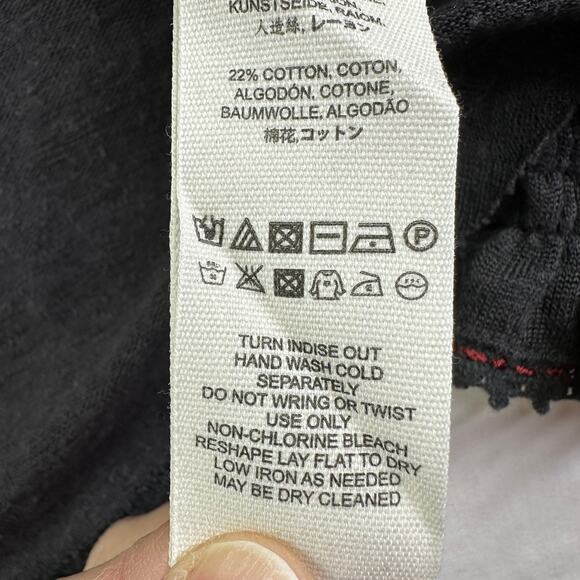 KUNSTSEIDE, RAIOM,
人造絲, レーヨン
22% COTTON, COTON,
ALGODÓN, COTONE,
BAUMWOLLE, ALGODÃO
棉花,コットン
P
TURN INDISE OUT
HAND WASH COLD
SEPARATELY
DO NOT WRING OR TWIST
USE ONLY
NON-CHLORINE BLEACH
RESHAPE LAY FLAT TO DRY
LOW IRON AS NEEDED
MAY BE DRY CLEANED